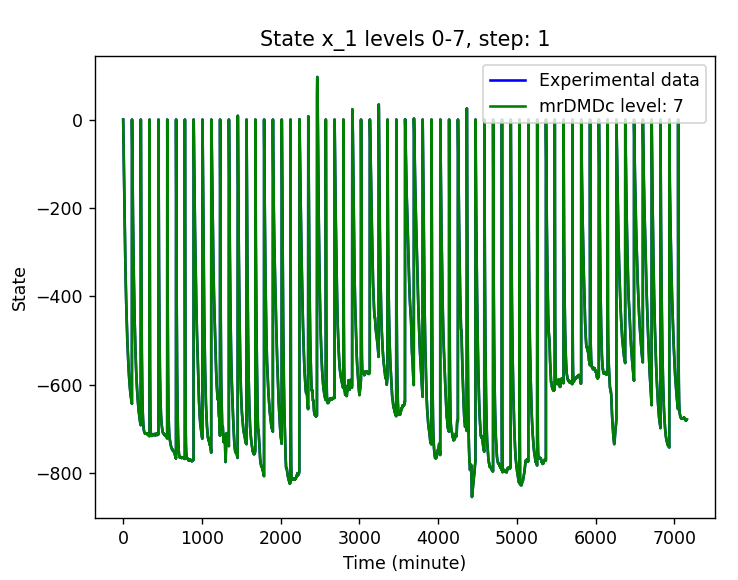 State x_1 levels 0-7, step: 1
Experimental data
mrDMDc level: 7
0
−200
−400
−600
−800
State
0 1000 2000 3000 4000 5000 6000 7000
Time (minute)